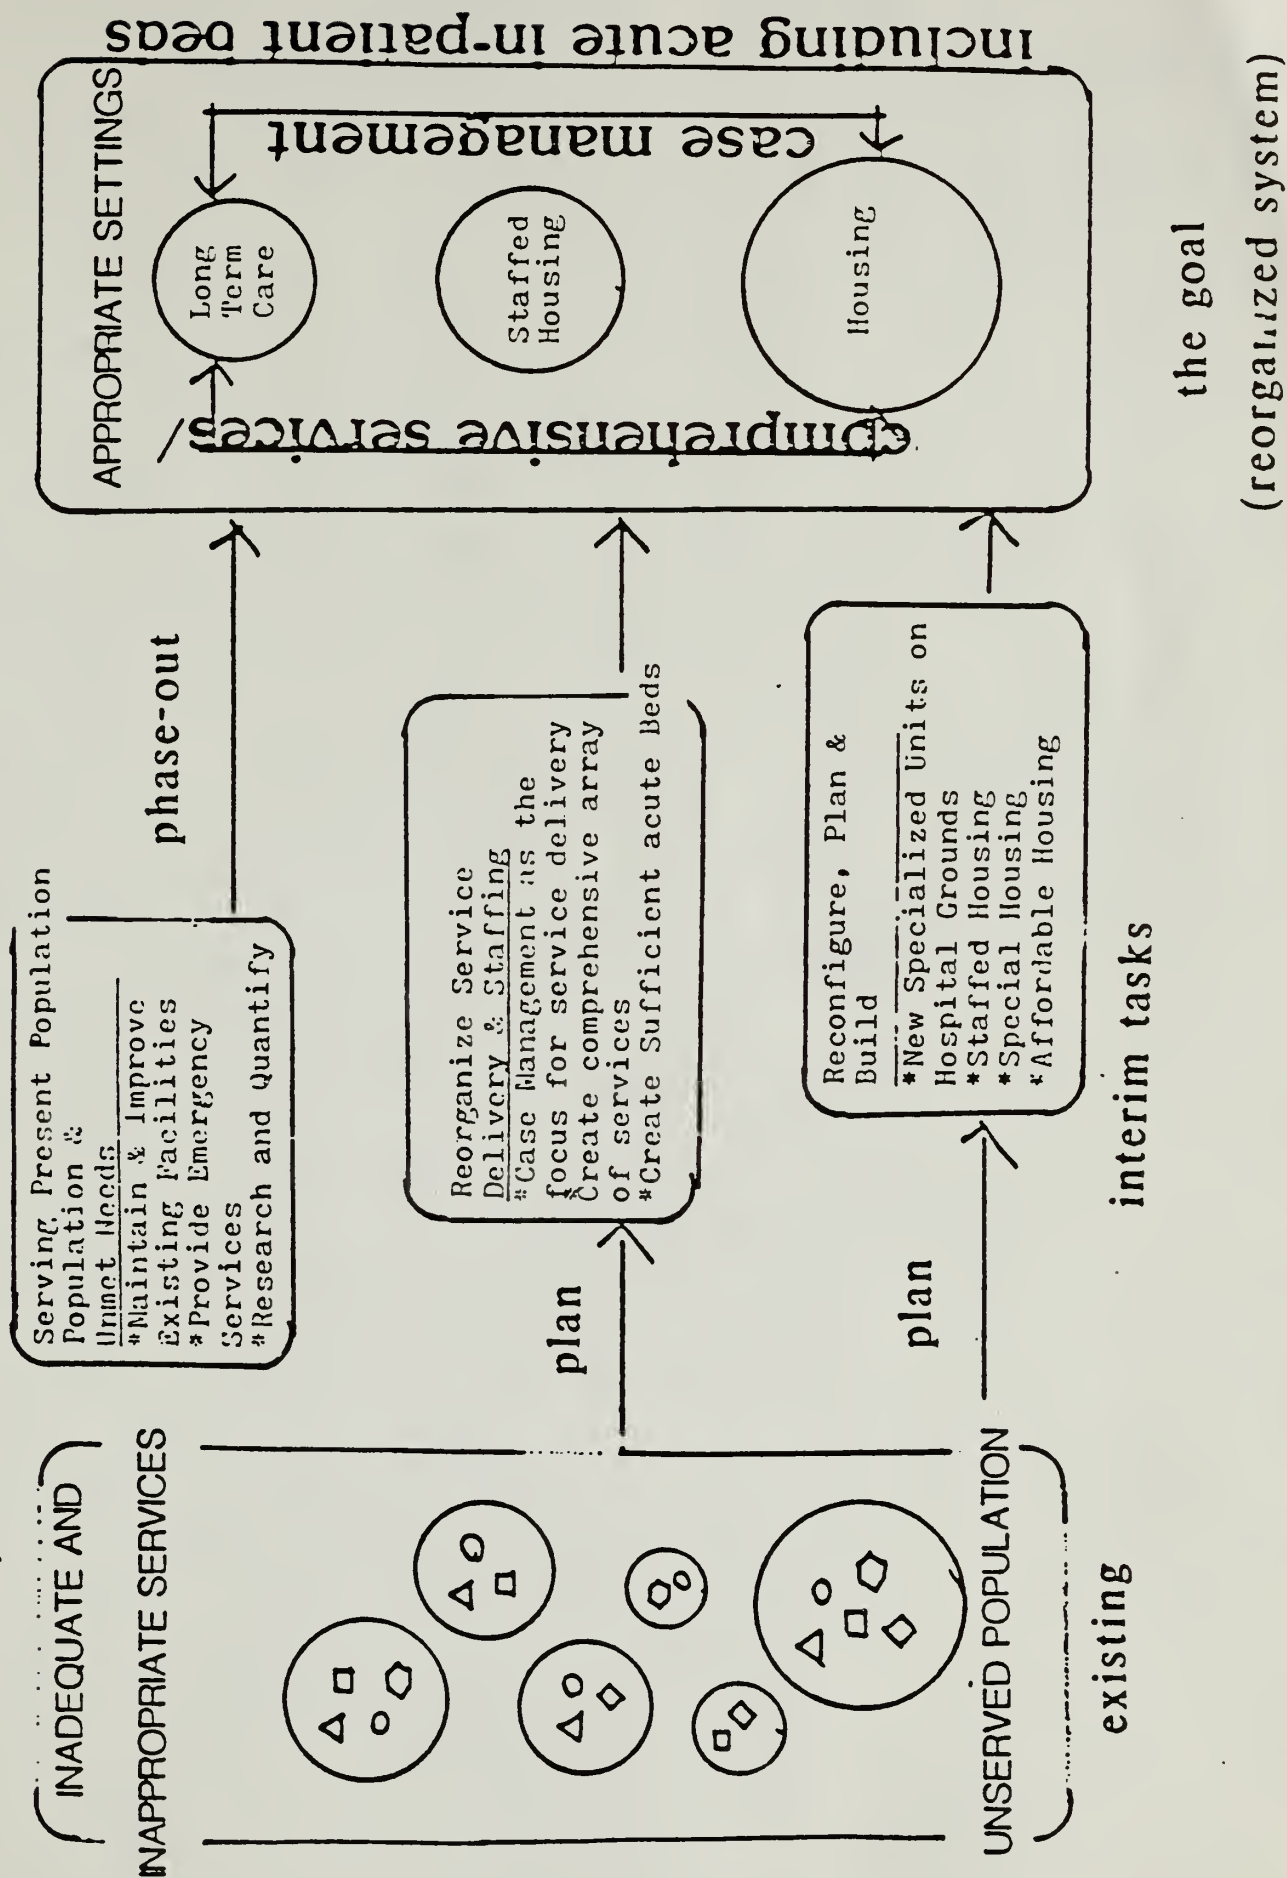 INADEQUATE AND
INAPPROPRIATE SERVICES
UNSERVED POPULATION
existing
Serving Present Population
Population &
Unmet Needs
*Maintain & Improve
Existing Facilities
*Provide Emergency
Services
*Research and Quantify
phase-out
plan
Reorganize Service
Delivery & Staffing
*Case Management as the
focus for service delivery
*Create comprehensive array
of services
*Create Sufficient acute Beds
plan
Reconfigure, Plan &
Build
*New Specialized Units on
Hospital Grounds
*Staffed Housing
*Special Housing
*Affordable Housing
interim tasks
APPROPRIATE SETTINGS
Long
Term
Care
Staffed
Housing
Housing
comprehensive services/
case management
including acute in-patient beds
the goal
(reorganized system)